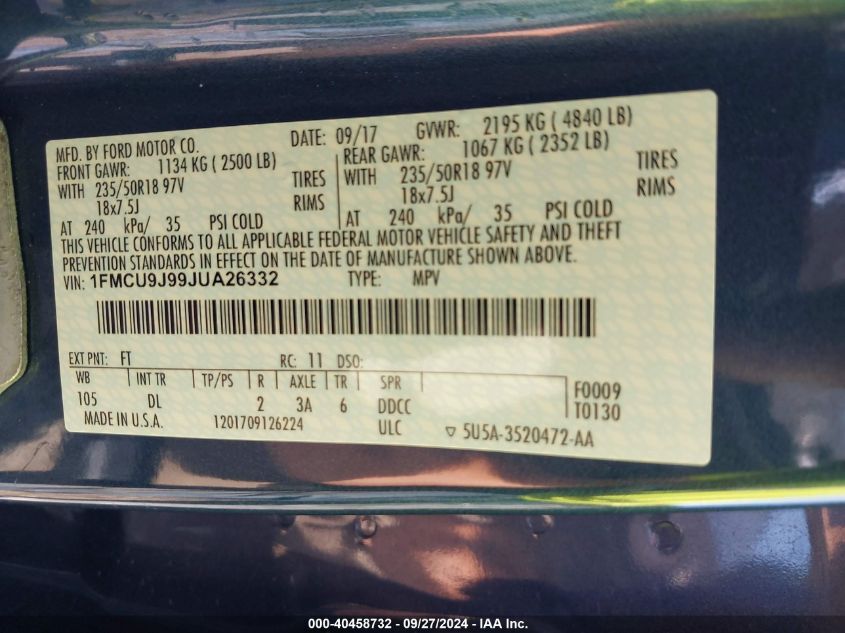 MFD. BY FORD MOTOR CO. DATE: 09/17 GVWR: 2195 KG ( 4840 LB)
FRONT GAWR: 1134 KG ( 2500 LB) REAR GAWR: 1067 KG ( 2352 LB)
WITH 235/50R18 97V TIRES WITH 235/50R18 97V TIRES
18x7.5J RIMS 18x7.5J RIMS
AT 240 kPa/ 35 PSI COLD AT 240 kPa/ 35 PSI COLD
THIS VEHICLE CONFORMS TO ALL APPLICABLE FEDERAL MOTOR VEHICLE SAFETY AND THEFT
PREVENTION STANDARDS IN EFFECT ON THE DATE OF MANUFACTURE SHOWN ABOVE.
VIN: 1FMCU9J99JUA26332 TYPE: MPV
EXT PNT: FT RC: 11 DSO:
WB INT TR TP/PS R AXLE TR SPR F0009
105 DL 2 3A 6 DDCC T0130
MADE IN U.S.A. 1201709126224 ULC ▽ 5U5A-3520472-AA
000-40458732 - 09/27/2024 - IAA Inc.